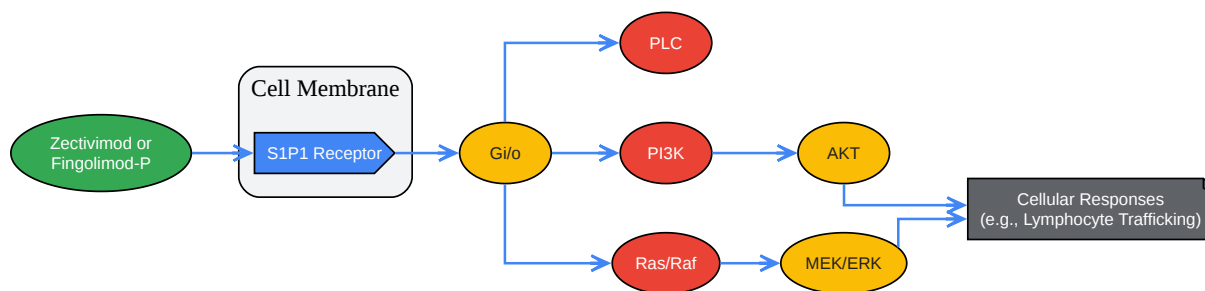 PLC
Cell Membrane
Zectivimod or
Fingolimod-P
S1P1 Receptor
Gi/o
PI3K
AKT
Cellular Responses
(e.g., Lymphocyte Trafficking)
Ras/Raf
MEK/ERK